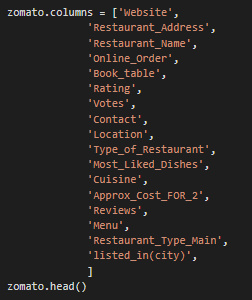 zomato.columns = ['Website',
'Restaurant_Address',
'Restaurant_Name',
'Online_Order',
'Book_table',
'Rating',
'Votes',
'Contact',
'Location',
'Type_of_Restaurant',
'Most_Liked_Dishes',
'Cuisine',
'Approx_Cost_FOR_2',
'Reviews',
'Menu',
'Restaurant_Type_Main',
'listed_in(city)',
]
zomato.head()